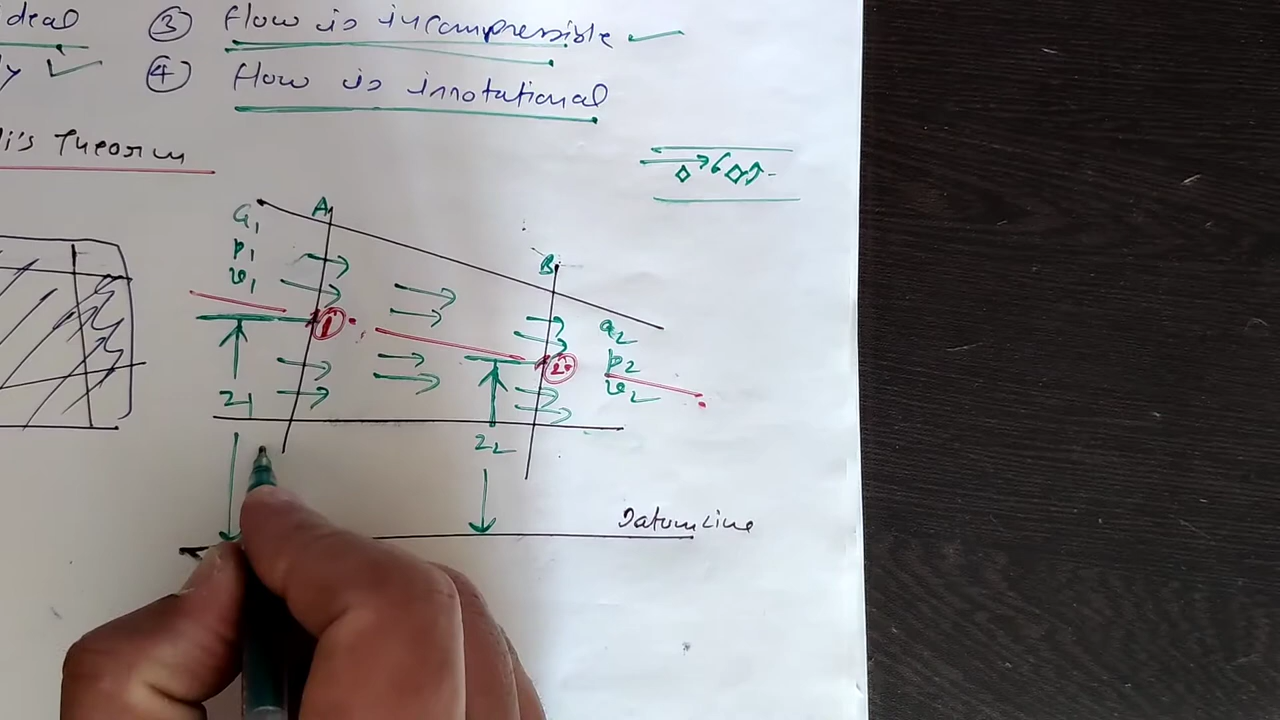 ideal ③ Flow is incompressible
y ④ flow is irrotational
i's Theorem
a₁ A
p₁
v₁
B
①
a₂
②
p₂
v₂
Z₁
Z₂
Datum Line